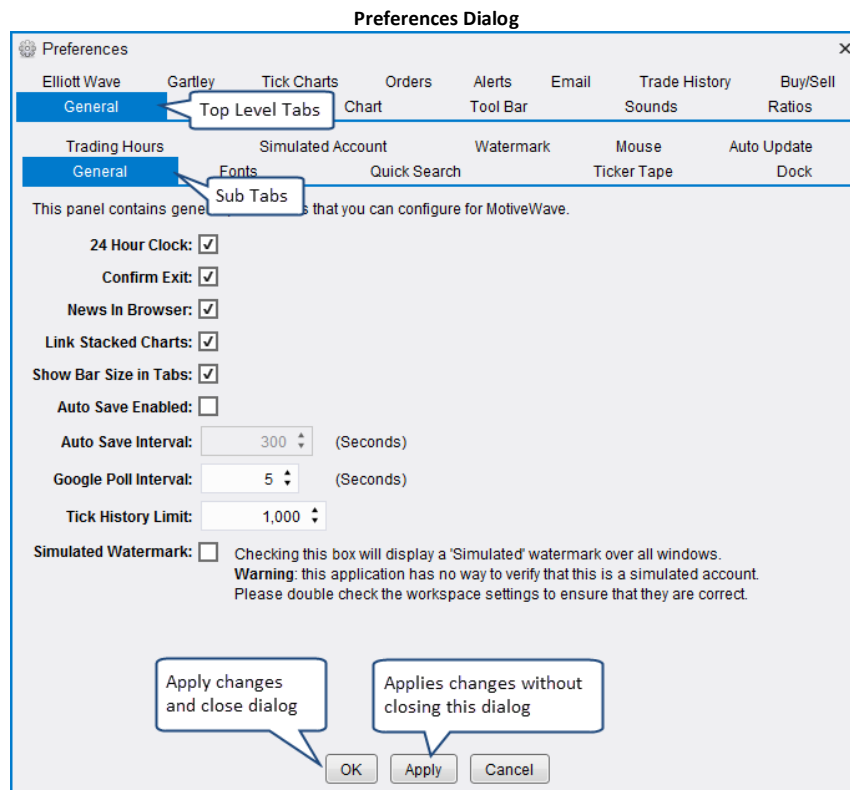 Preferences Dialog
Preferences
Elliott Wave Gartley Tick Charts Orders Alerts Email Trade History Buy/Sell
General Top Level Tabs Chart Tool Bar Sounds Ratios
Trading Hours Simulated Account Watermark Mouse Auto Update
General Fonts Quick Search Ticker Tape Dock
Sub Tabs
This panel contains that you can configure for MotiveWave.
24 Hour Clock:
Confirm Exit:
News In Browser:
Link Stacked Charts:
Show Bar Size in Tabs:
Auto Save Enabled:
Auto Save Interval: 300 (Seconds)
Google Poll Interval: 5 (Seconds)
Tick History Limit: 1,000
Simulated Watermark: Checking this box will display a 'Simulated' watermark over all windows.
Warning: this application has no way to verify that this is a simulated account.
Please double check the workspace settings to ensure that they are correct.
Apply changes
and close dialog
Applies changes without
closing this dialog
OK Apply Cancel